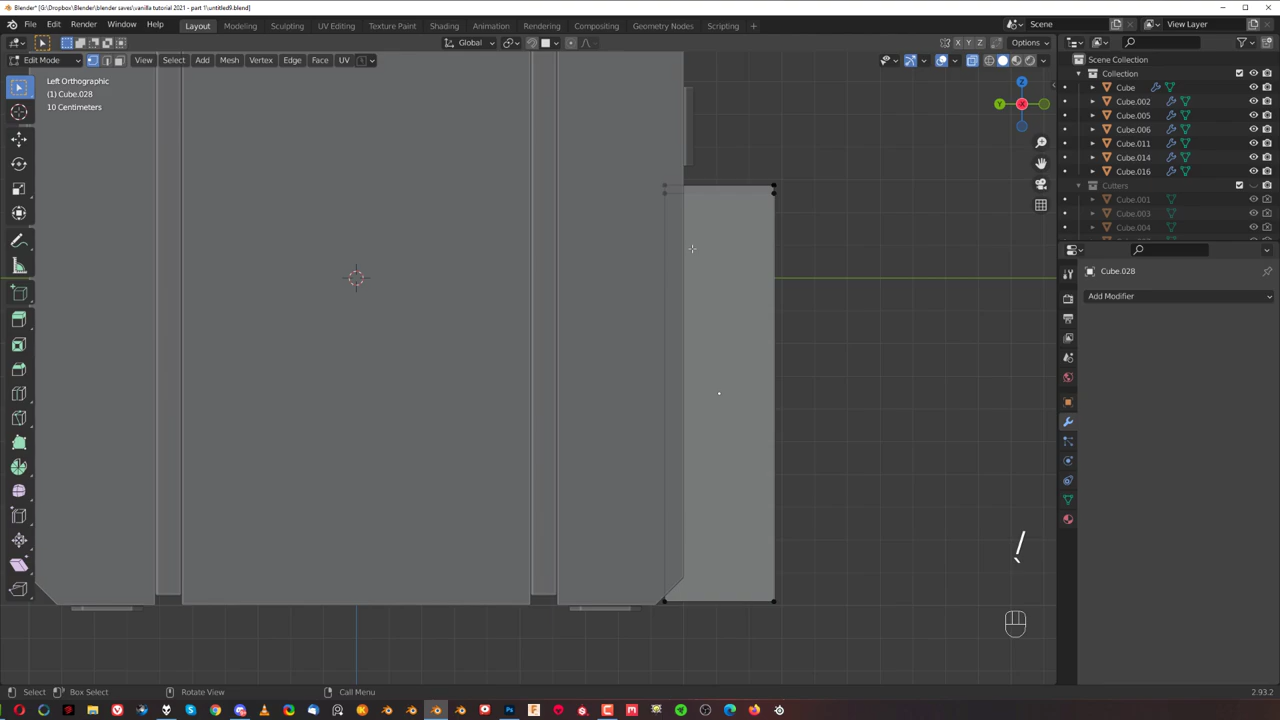 Blender* [G:\Dropbox\Blender\blender saves\vanilla tutorial 2021 - part 1\untitled9.blend]
File Edit Render Window Help Layout Modeling Sculpting UV Editing Texture Paint Shading Animation Rendering Compositing Geometry Nodes Scripting + Scene View Layer
Global X Y Z Options
Edit Mode View Select Add Mesh Vertex Edge Face UV
Left Orthographic
(1) Cube.028
10 Centimeters
Z
Y
X
Scene Collection
Collection
Cube
Cube.002
Cube.005
Cube.006
Cube.011
Cube.014
Cube.016
Cutters
Cube.001
Cube.003
Cube.004
Cube.028
Add Modifier
/
Select Box Select Rotate View Call Menu 2.93.2